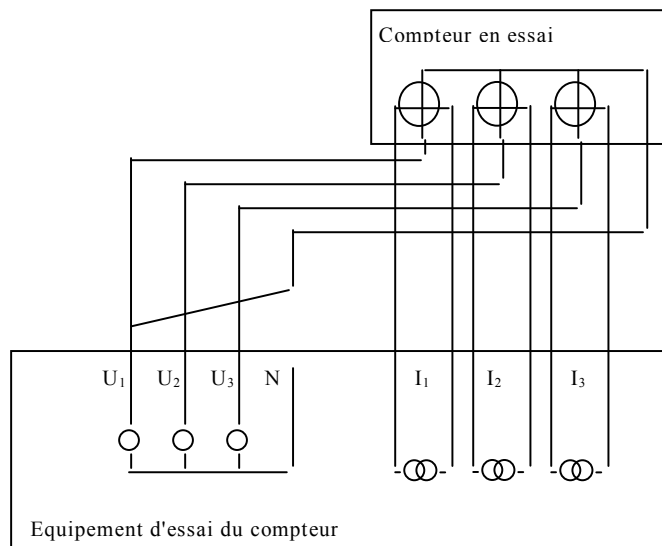 Compteur en essai
U₁ U₂ U₃ N I₁ I₂ I₃
Equipement d'essai du compteur